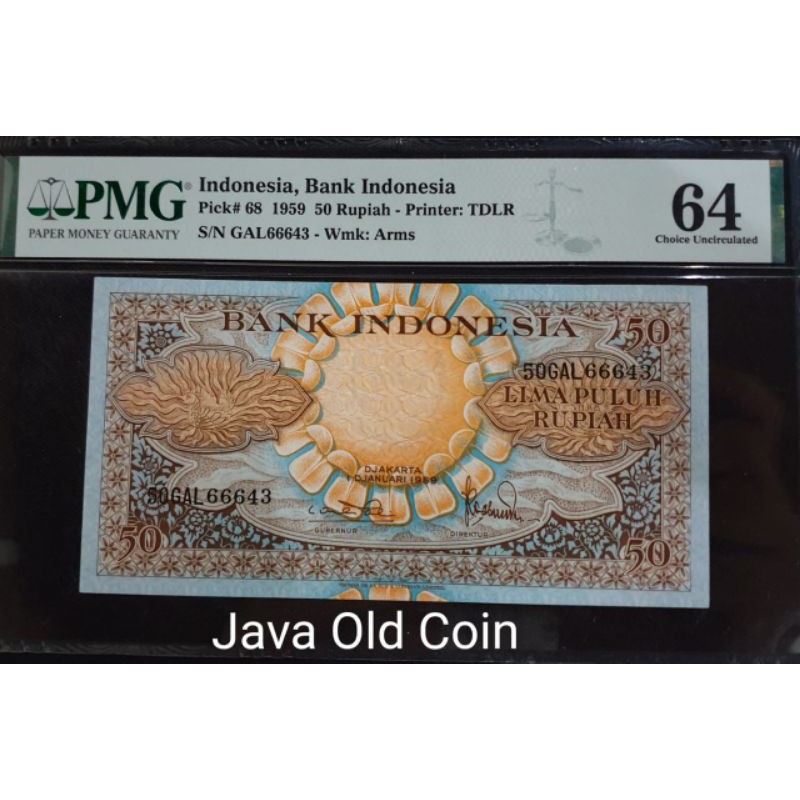 PMG
PAPER MONEY GUARANTY
Indonesia, Bank Indonesia
Pick# 68 1959 50 Rupiah - Printer: TDLR
S/N GAL66643 - Wmk: Arms
64
Choice Uncirculated
BANK INDONESIA
50
50GAL66643
LIMA PULUH
RUPIAH
DJAKARTA
1 DJANUARI 1959
50GAL66643
GUBERNUR
DIREKTUR
50
50
Java Old Coin